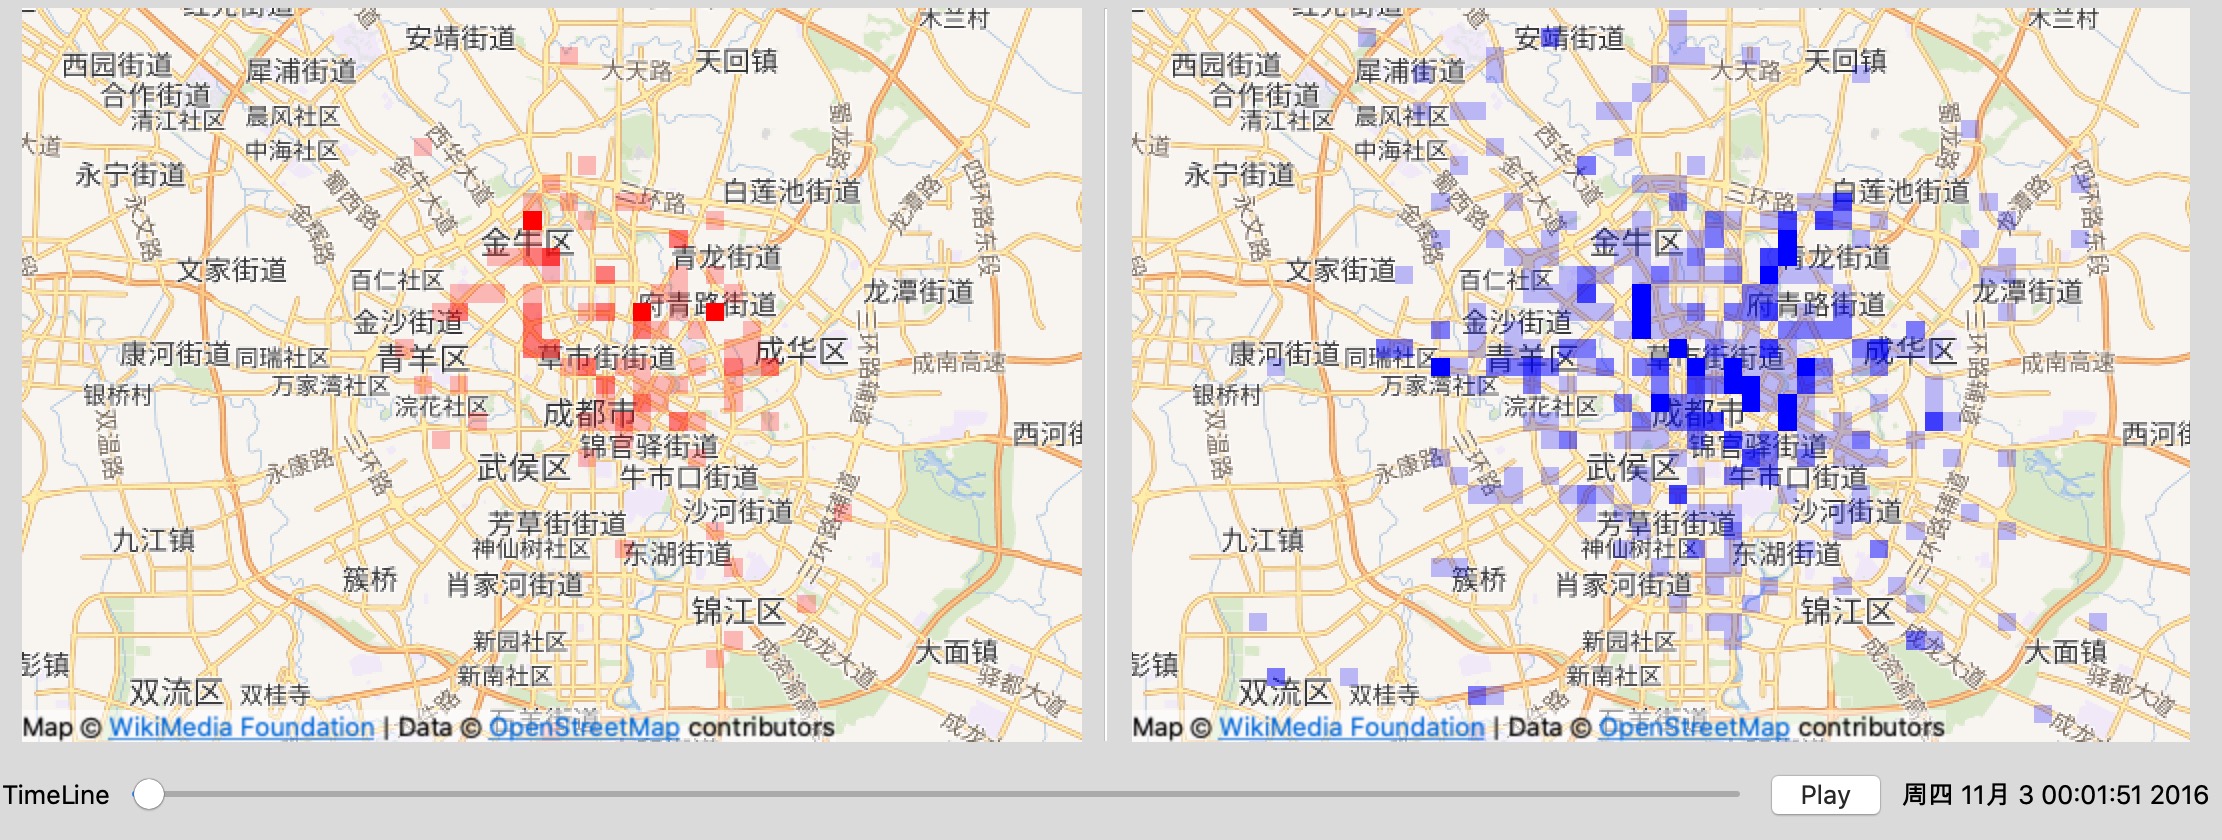 安靖街道
木兰村
西园街道
犀浦街道
大天路
天回镇
合作街道
清江社区
晨风社区
蜀龙路
大道
中海社区
西华大道
永宁街道
金牛大道
蜀西路
三环路
白莲池街道
龙潭路
四环路东段
永文路
金辉路
金牛区
文家街道
百仁社区
青龙街道
龙潭街道
金沙街道
府青路街道
康河街道
同瑞社区
青羊区
草市街街道
成华区
三环路辅道
成南高速
银桥村
万家湾社区
浣花社区
成都市
双温路
锦官驿街道
西河街
永康路
三环路
武侯区
牛市口街道
九江镇
芳草街街道
沙河街道
神仙树社区
东湖街道
簇桥
肖家河街道
锦江区
新园社区
成龙大道
大面镇
彭镇
新南社区
成资渝
驿都大道
双流区
双桂寺
成龙
Map © WikiMedia Foundation | Data © OpenStreetMap contributors
安靖街道
木兰村
西园街道
犀浦街道
大天路
天回镇
合作街道
清江社区
晨风社区
蜀龙路
大道
中海社区
西华大道
永宁街道
金牛大道
蜀西路
三环路
白莲池街道
龙潭路
四环路东段
永文路
金辉路
金牛区
文家街道
百仁社区
青龙街道
龙潭街道
金沙街道
府青路街道
康河街道
同瑞社区
青羊区
草市街街道
成华区
三环路辅道
成南高速
银桥村
万家湾社区
浣花社区
成都市
双温路
锦官驿街道
西河街
永康路
三环路
武侯区
牛市口街道
九江镇
芳草街街道
沙河街道
神仙树社区
东湖街道
簇桥
肖家河街道
锦江区
新园社区
成龙大道
大面镇
彭镇
新南社区
成资渝
驿都大道
双流区
双桂寺
成龙
Map © WikiMedia Foundation | Data © OpenStreetMap contributors
TimeLine
Play
周四 11月 3 00:01:51 2016